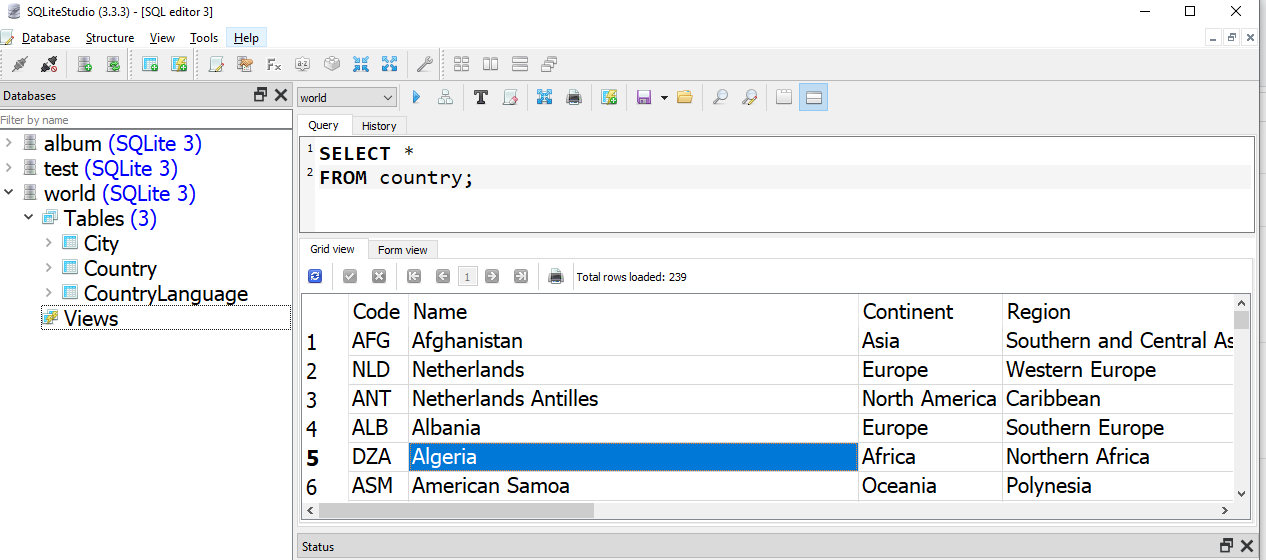 SQLiteStudio (3.3.3) - [SQL editor 3]
Database Structure View Tools Help
Databases
Filter by name
album (SQLite 3)
test (SQLite 3)
world (SQLite 3)
Tables (3)
City
Country
CountryLanguage
Views
world
Query History
1 SELECT *
2 FROM country;
Grid view Form view
1 Total rows loaded: 239
Code Name Continent Region
1 AFG Afghanistan Asia Southern and Central As
2 NLD Netherlands Europe Western Europe
3 ANT Netherlands Antilles North America Caribbean
4 ALB Albania Europe Southern Europe
5 DZA Algeria Africa Northern Africa
6 ASM American Samoa Oceania Polynesia
Status